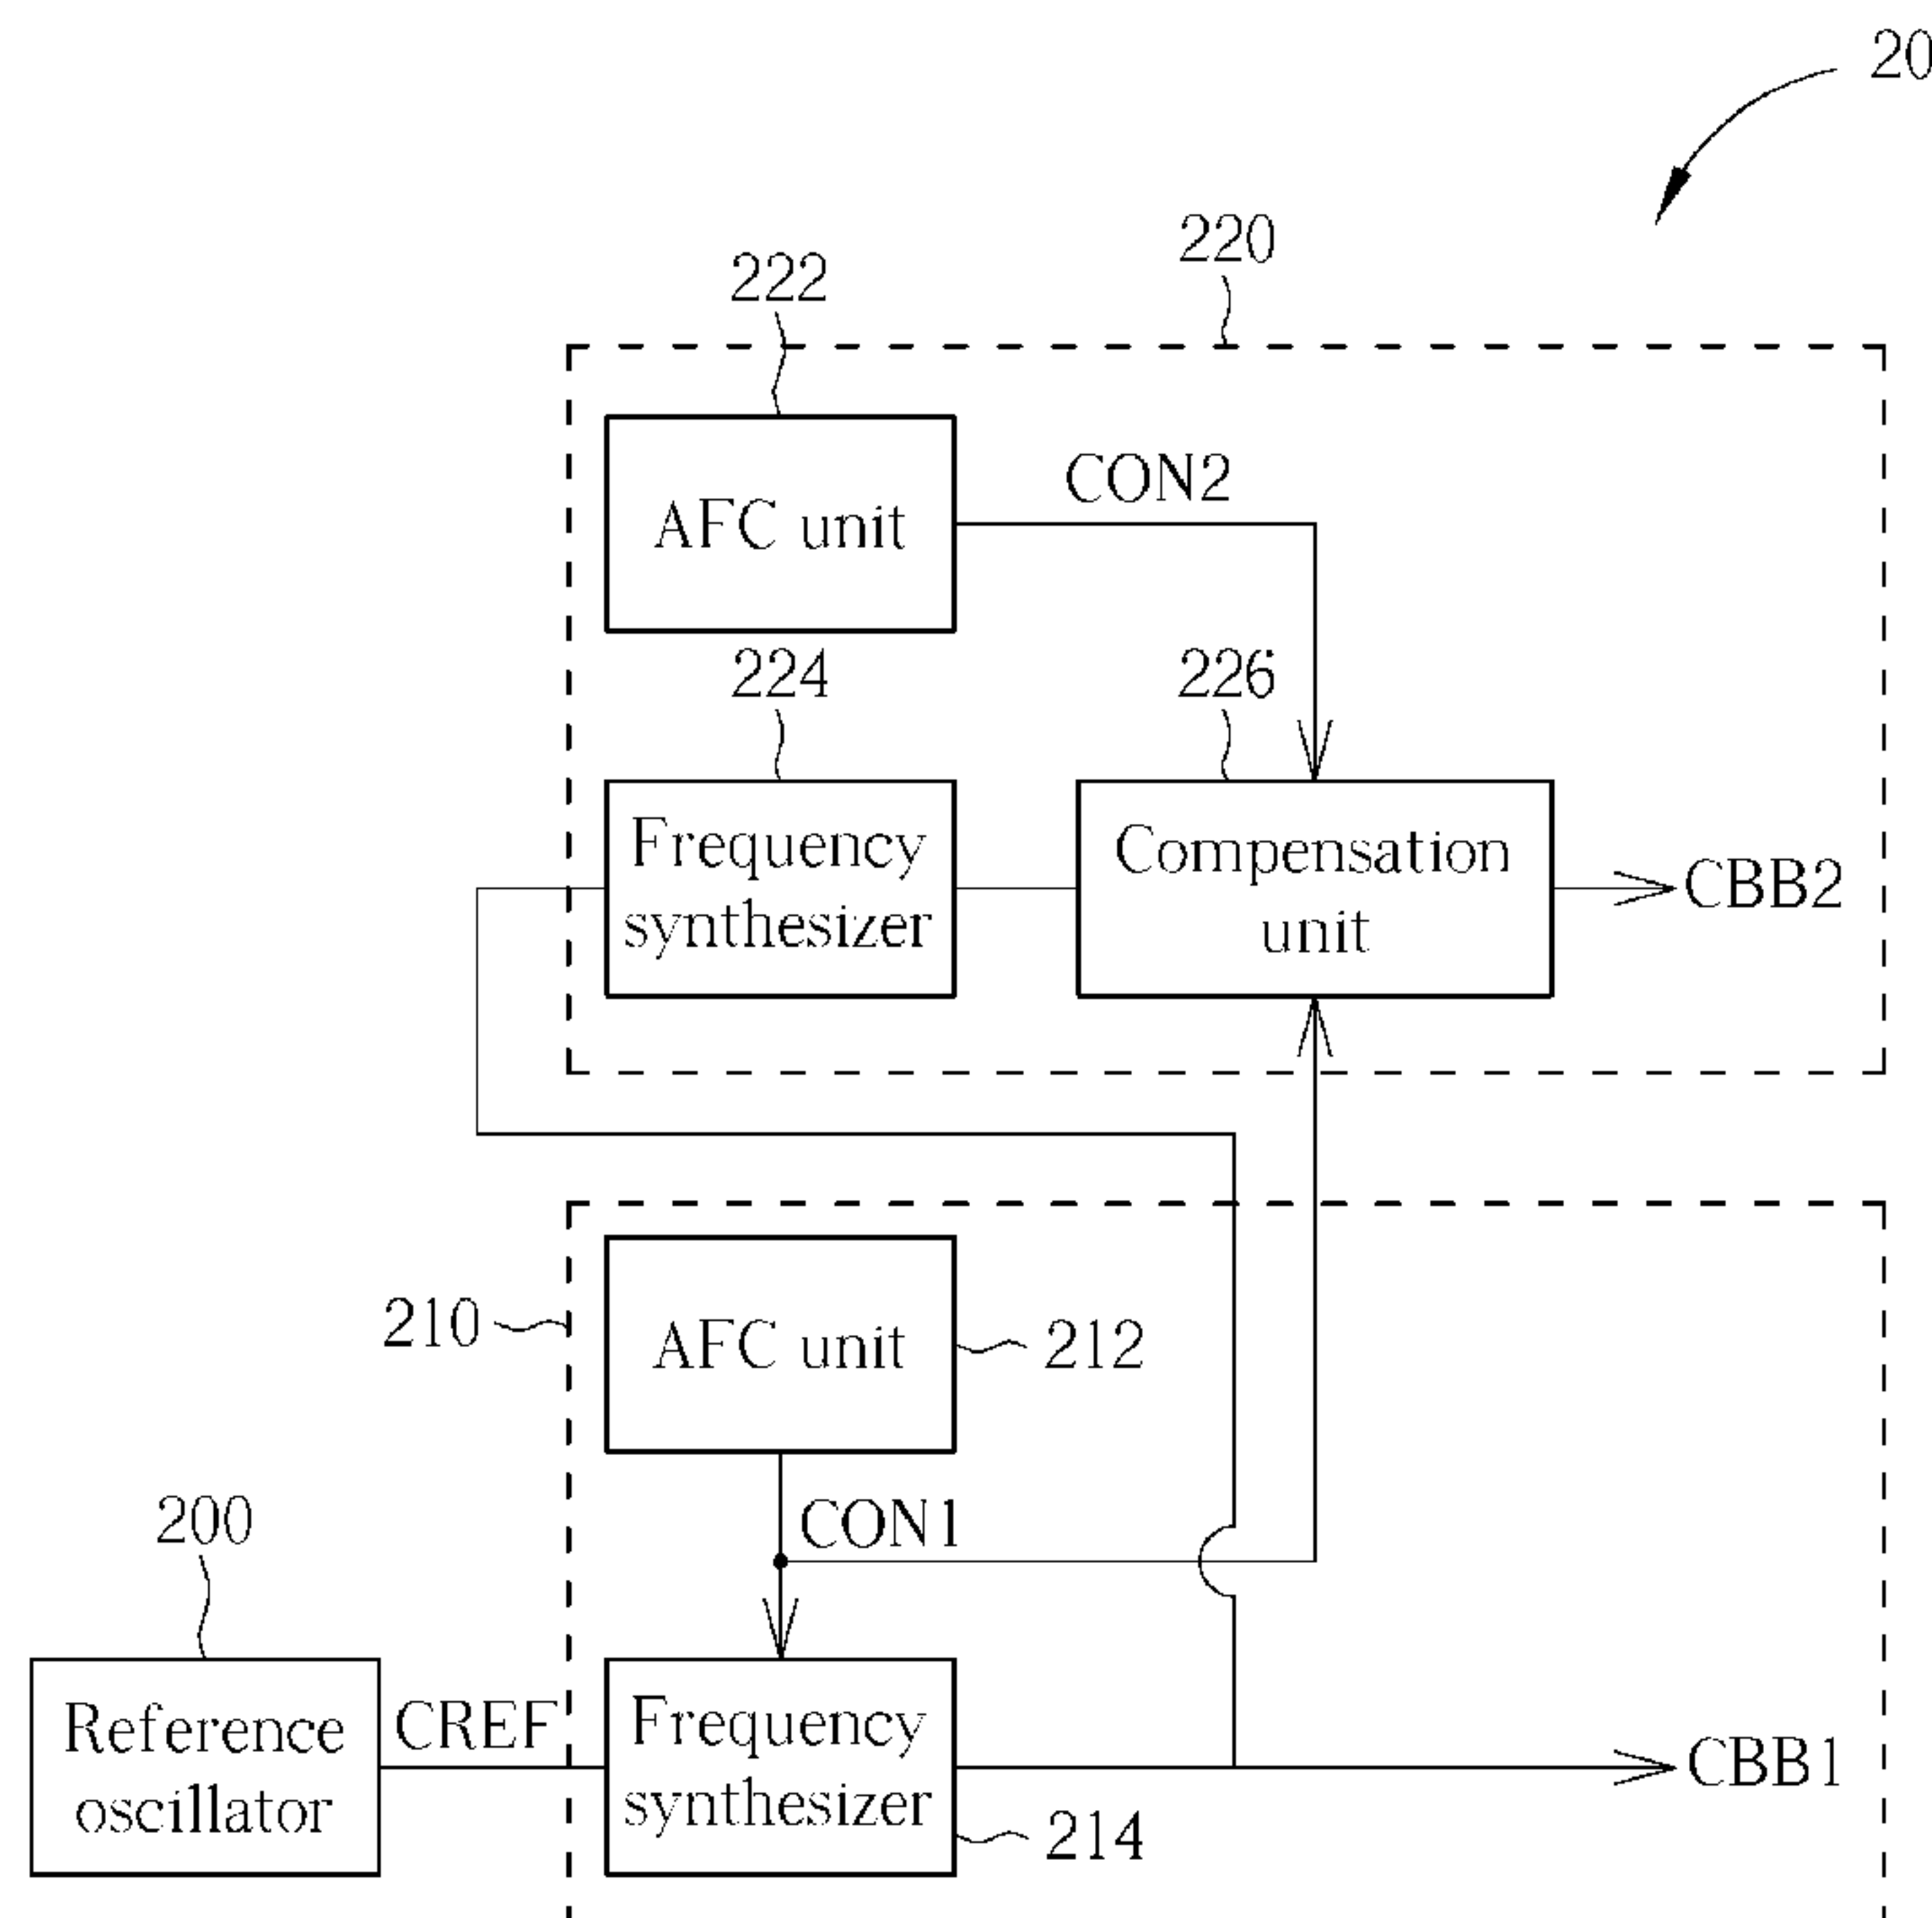 20
220
222
CON2
AFC unit
224
226
Frequency
synthesizer
Compensation
unit
CBB2
210
AFC unit
212
CON1
200
Reference
oscillator
CREF
Frequency
synthesizer
CBB1
214